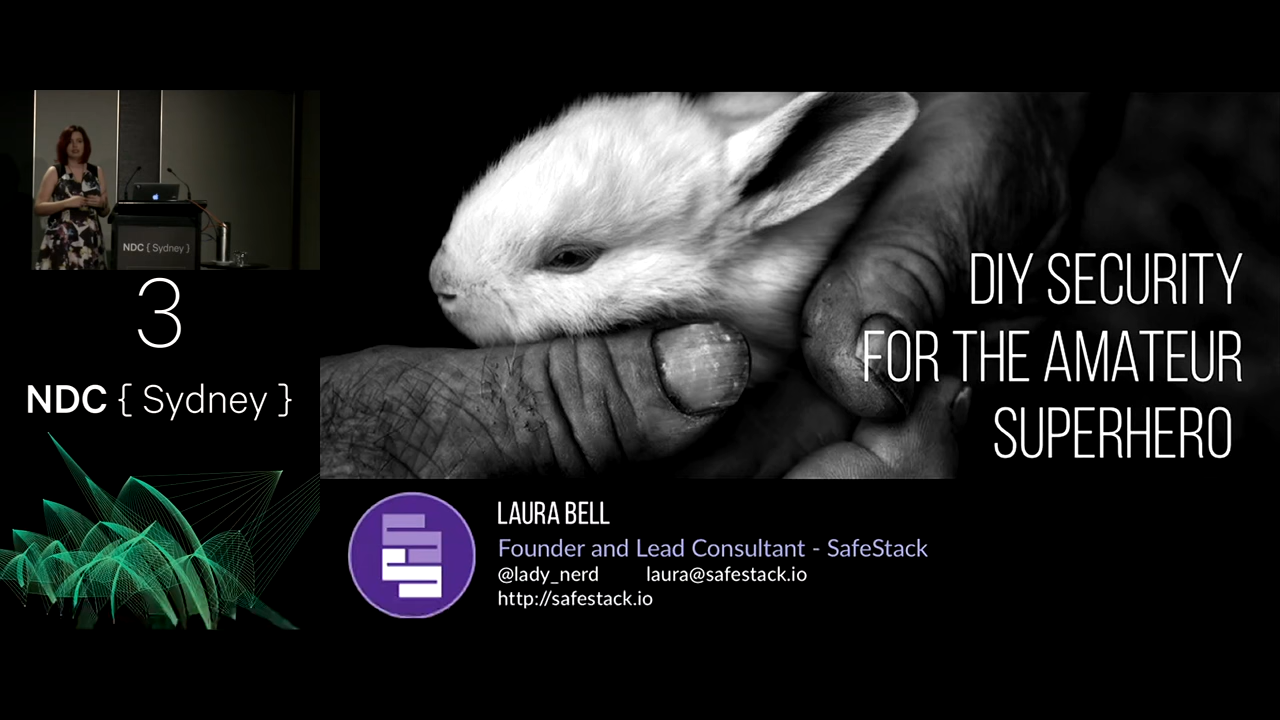 NDC { Sydney }
3
NDC { Sydney }
DIY SECURITY
FOR THE AMATEUR
SUPERHERO
LAURA BELL
Founder and Lead Consultant - SafeStack
@lady_nerd laura@safestack.io
http://safestack.io